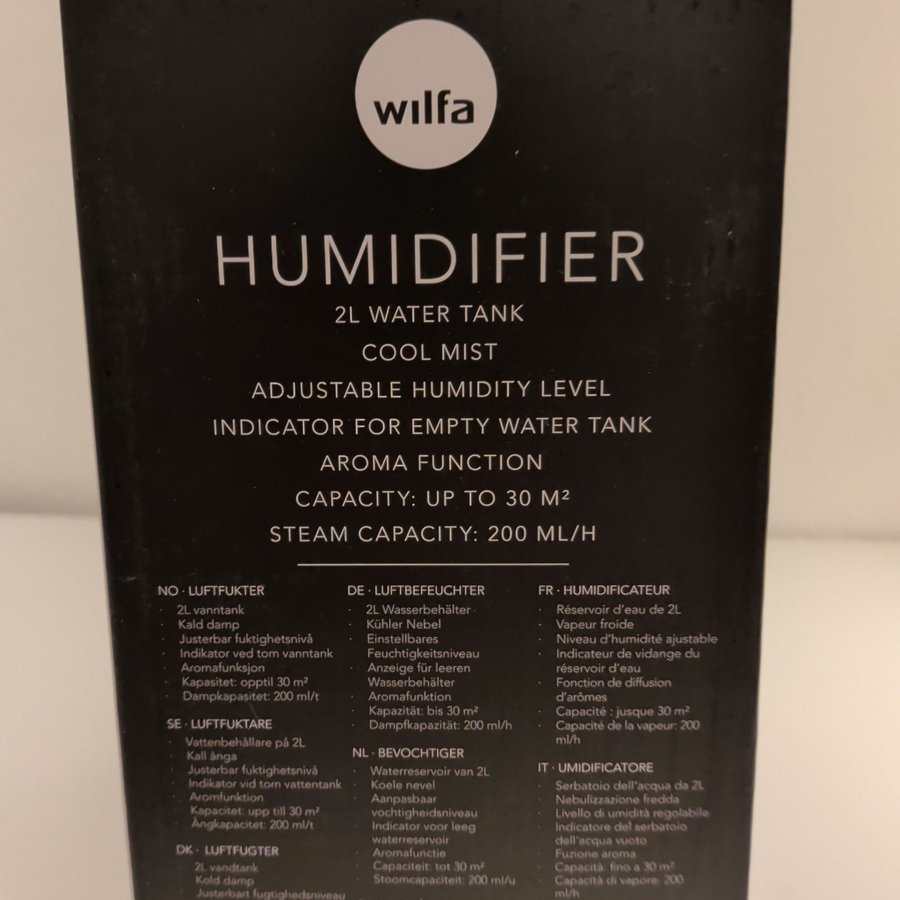 wilfa
HUMIDIFIER
2L WATER TANK
COOL MIST
ADJUSTABLE HUMIDITY LEVEL
INDICATOR FOR EMPTY WATER TANK
AROMA FUNCTION
CAPACITY: UP TO 30 M²
STEAM CAPACITY: 200 ML/H
NO · LUFTFUKTER
· 2L vanntank
· Kald damp
· Justerbar fuktighetsnivå
· Indikator ved tom vanntank
· Aromafunksjon
· Kapasitet: opptil 30 m²
· Dampkapasitet: 200 ml/t
SE · LUFTFUKTARE
· Vattenbehållare på 2L
· Kall ånga
· Justerbar fuktighetsnivå
· Indikator vid tom vattentank
· Aromfunktion
· Kapacitet: upp till 30 m²
· Ångkapacitet: 200 ml/t
DK · LUFTFUGTER
· 2L vandtank
· Kold damp
· Justerbart fugtighedsniveau
DE · LUFTBEFEUCHTER
· 2L Wasserbehälter
· Kühler Nebel
· Einstellbares
Feuchtigkeitsniveau
· Anzeige für leeren
Wasserbehälter
· Aromafunktion
· Kapazität: bis 30 m²
· Dampfkapazität: 200 ml/h
NL · BEVOCHTIGER
· Waterreservoir van 2L
· Koele nevel
· Aanpasbaar
vochtigheidsniveau
· Indicator voor leeg
waterreservoir
· Aromafunctie
· Capaciteit: tot 30 m²
· Stoomcapaciteit: 200 ml/u
FR · HUMIDIFICATEUR
· Réservoir d'eau de 2L
· Vapeur froide
· Niveau d'humidité ajustable
· Indicateur de vidange du
réservoir d'eau
· Fonction de diffusion
d'arômes
· Capacité : jusque 30 m²
· Capacité de la vapeur: 200
ml/h
IT · UMIDIFICATORE
· Serbatoio dell'acqua da 2L
· Nebulizzazione fredda
· Livello di umidità regolabile
· Indicatore del serbatoio
dell'acqua vuoto
· Fuzione aroma
· Capacità: fino a 30 m²
· Capacità di vapore: 200
ml/h